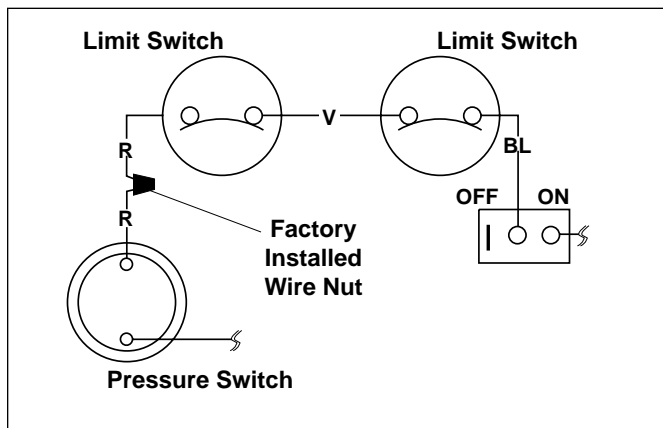 Limit Switch
Limit Switch
V
R
BL
OFF ON
R
Factory
Installed
Wire Nut
Pressure Switch